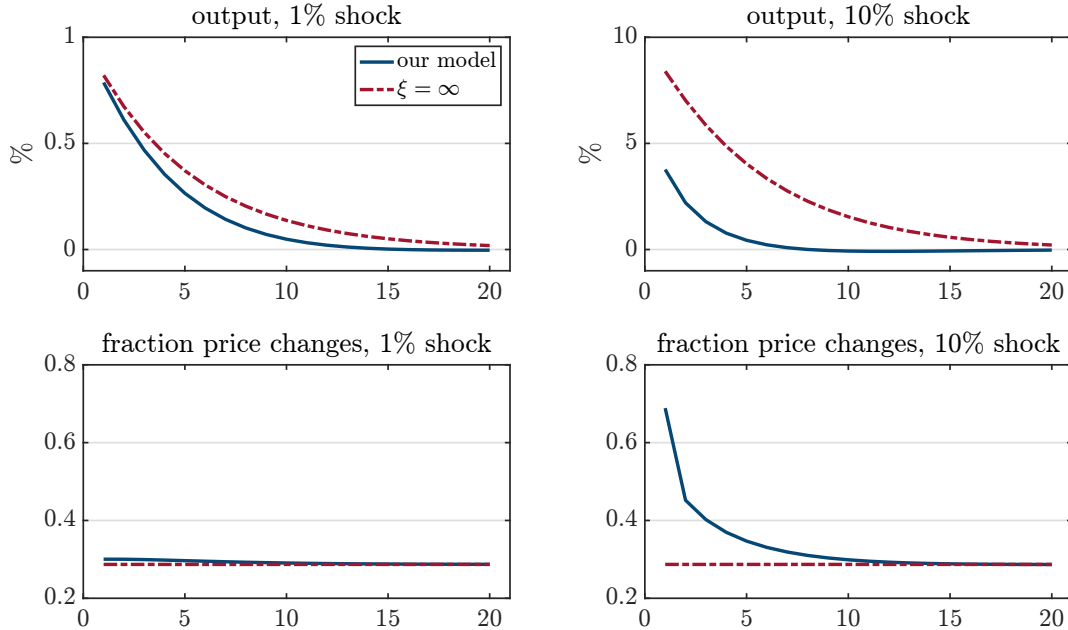 output, 1% shock
1
0.5
0
%
our model
ξ = ∞
0 5 10 15 20
output, 10% shock
10
5
0
%
0 5 10 15 20
fraction price changes, 1% shock
0.8
0.6
0.4
0.2
0 5 10 15 20
fraction price changes, 10% shock
0.8
0.6
0.4
0.2
0 5 10 15 20